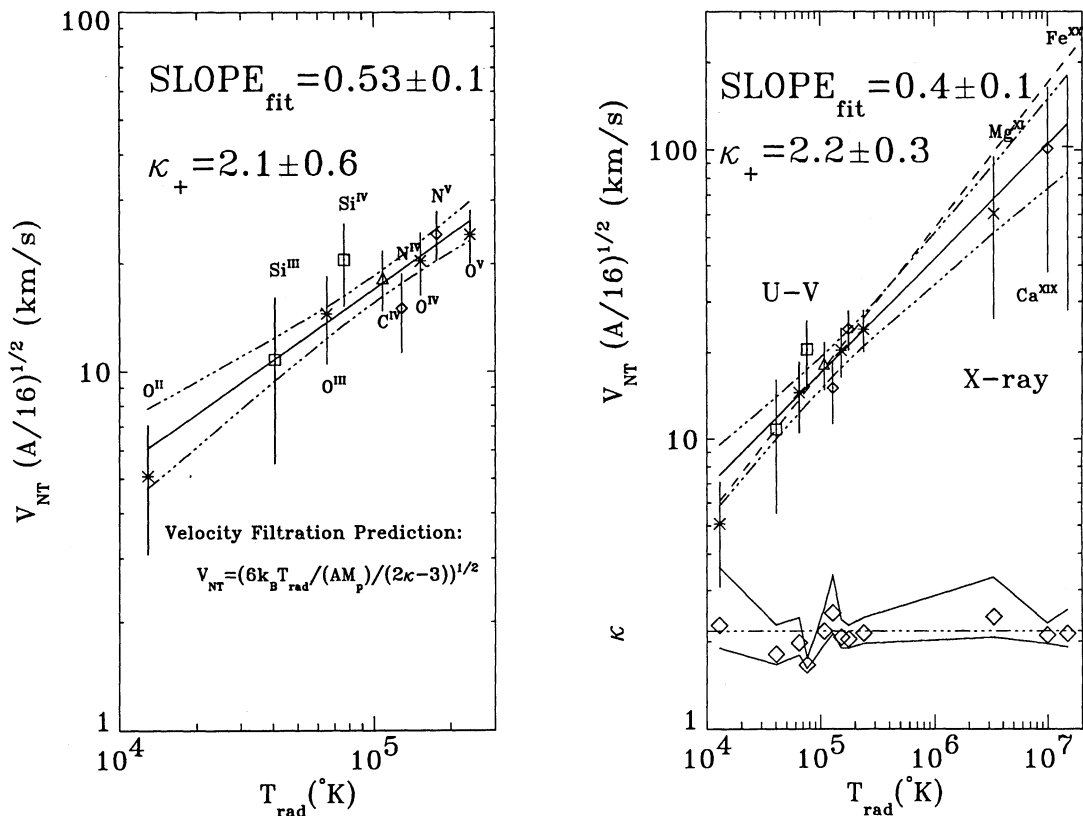 100
SLOPE_fit=0.53±0.1
κ_+=2.1±0.6
Si^IV
N^V
Si^III
N^IV
O^V
C^IV
O^IV
10
O^II
O^III
V_NT (A/16)^1/2 (km/s)
Velocity Filtration Prediction:
V_NT=(6k_B T_rad/(AM_p)/(2κ−3))^1/2
1
10^4
10^5
T_rad(°K)
Fe^XX
SLOPE_fit=0.4±0.1
Mg^XI
κ_+=2.2±0.3
100
V_NT (A/16)^1/2 (km/s)
U−V
Ca^XIX
X−ray
10
κ
1
10^4
10^5
10^6
10^7
T_rad(°K)